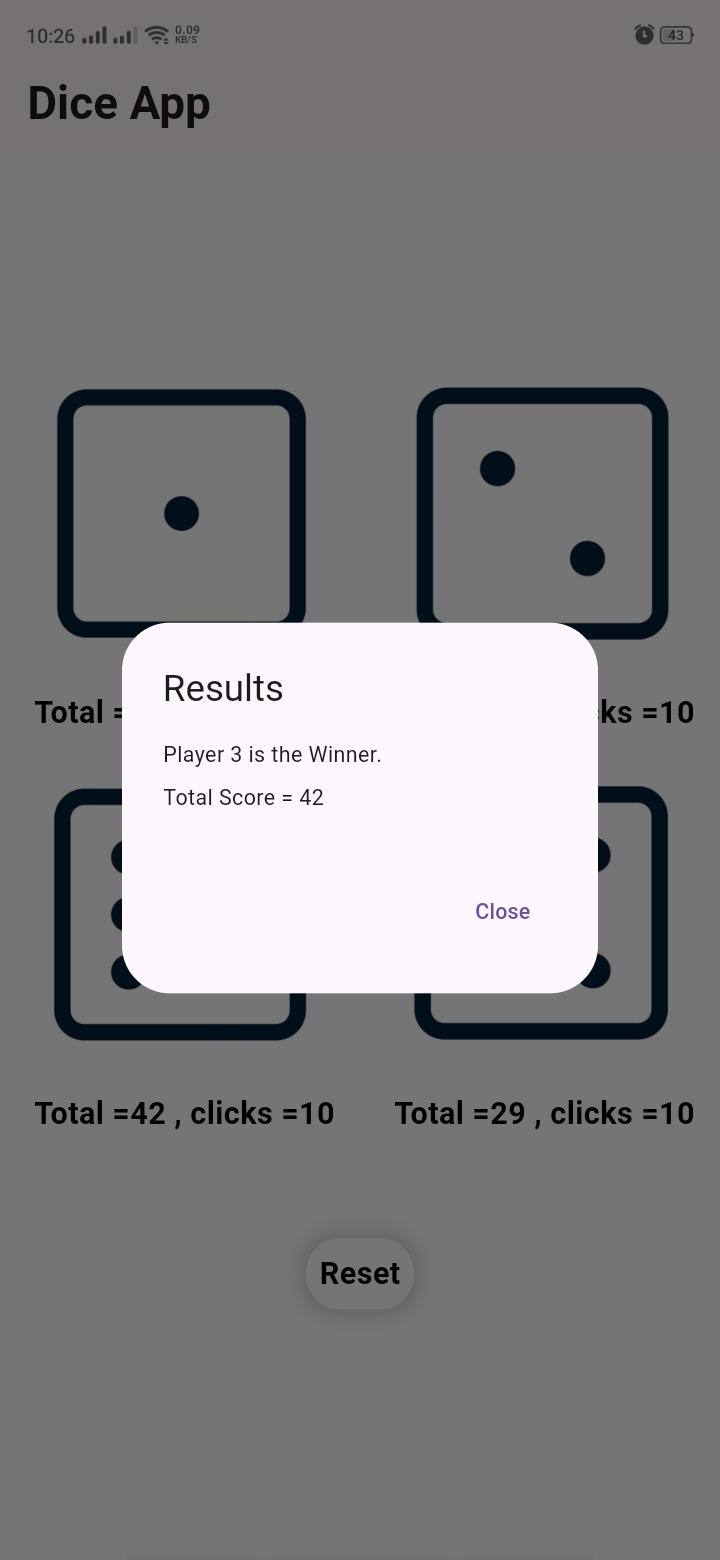 10:26 0.09 KB/S 43
Dice App
Total =
=10
Results
Player 3 is the Winner.
Total Score = 42
Close
Total =42 , clicks =10 Total =29 , clicks =10
Reset